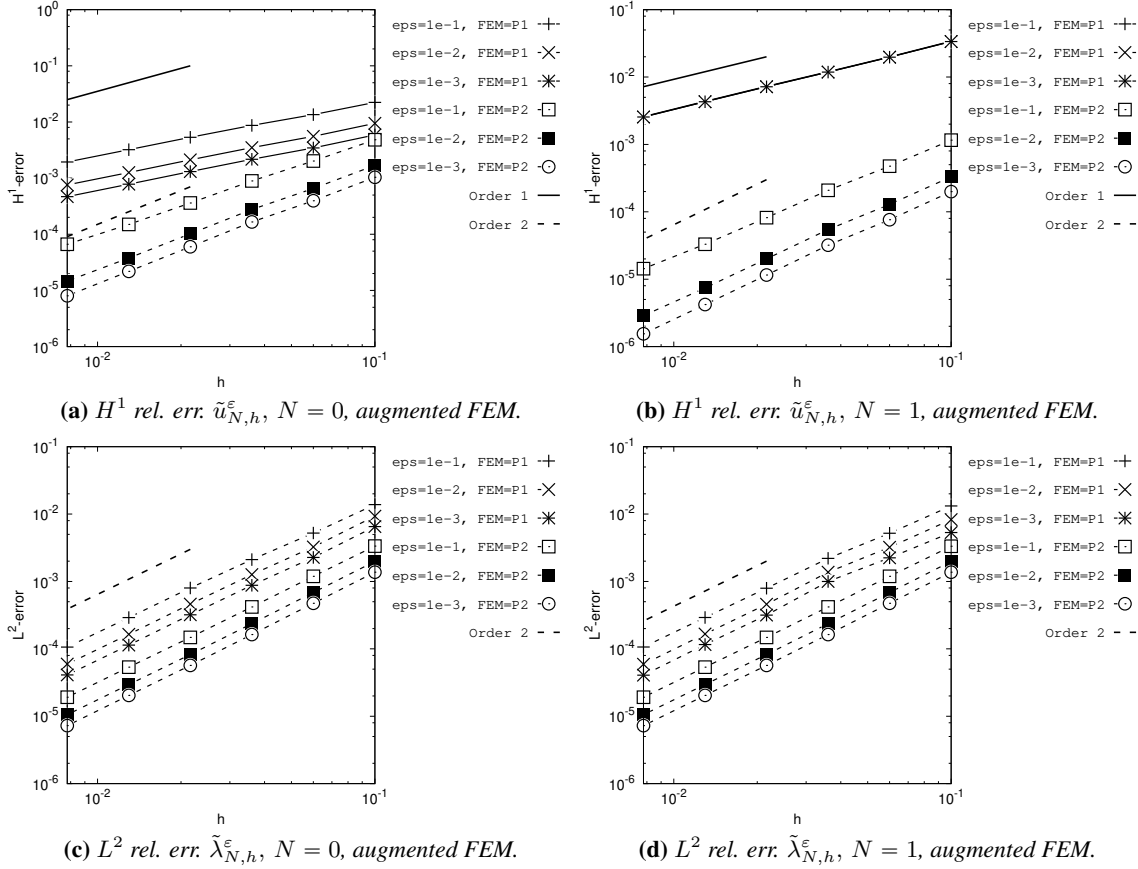 10^0
10^-1
10^-2
10^-3
10^-4
10^-5
10^-6
H^1-error
10^-2
10^-1
h
eps=1e-1, FEM=P1
eps=1e-2, FEM=P1
eps=1e-3, FEM=P1
eps=1e-1, FEM=P2
eps=1e-2, FEM=P2
eps=1e-3, FEM=P2
Order 1
Order 2
(a) H^1 rel. err. ũ^ε_{N,h}, N = 0, augmented FEM.
10^-1
10^-2
10^-3
10^-4
10^-5
10^-6
H^1-error
10^-2
10^-1
h
eps=1e-1, FEM=P1
eps=1e-2, FEM=P1
eps=1e-3, FEM=P1
eps=1e-1, FEM=P2
eps=1e-2, FEM=P2
eps=1e-3, FEM=P2
Order 1
Order 2
(b) H^1 rel. err. ũ^ε_{N,h}, N = 1, augmented FEM.
10^-1
10^-2
10^-3
10^-4
10^-5
10^-6
L^2-error
10^-2
10^-1
h
eps=1e-1, FEM=P1
eps=1e-2, FEM=P1
eps=1e-3, FEM=P1
eps=1e-1, FEM=P2
eps=1e-2, FEM=P2
eps=1e-3, FEM=P2
Order 2
(c) L^2 rel. err. λ̃^ε_{N,h}, N = 0, augmented FEM.
10^-1
10^-2
10^-3
10^-4
10^-5
10^-6
L^2-error
10^-2
10^-1
h
eps=1e-1, FEM=P1
eps=1e-2, FEM=P1
eps=1e-3, FEM=P1
eps=1e-1, FEM=P2
eps=1e-2, FEM=P2
eps=1e-3, FEM=P2
Order 2
(d) L^2 rel. err. λ̃^ε_{N,h}, N = 1, augmented FEM.